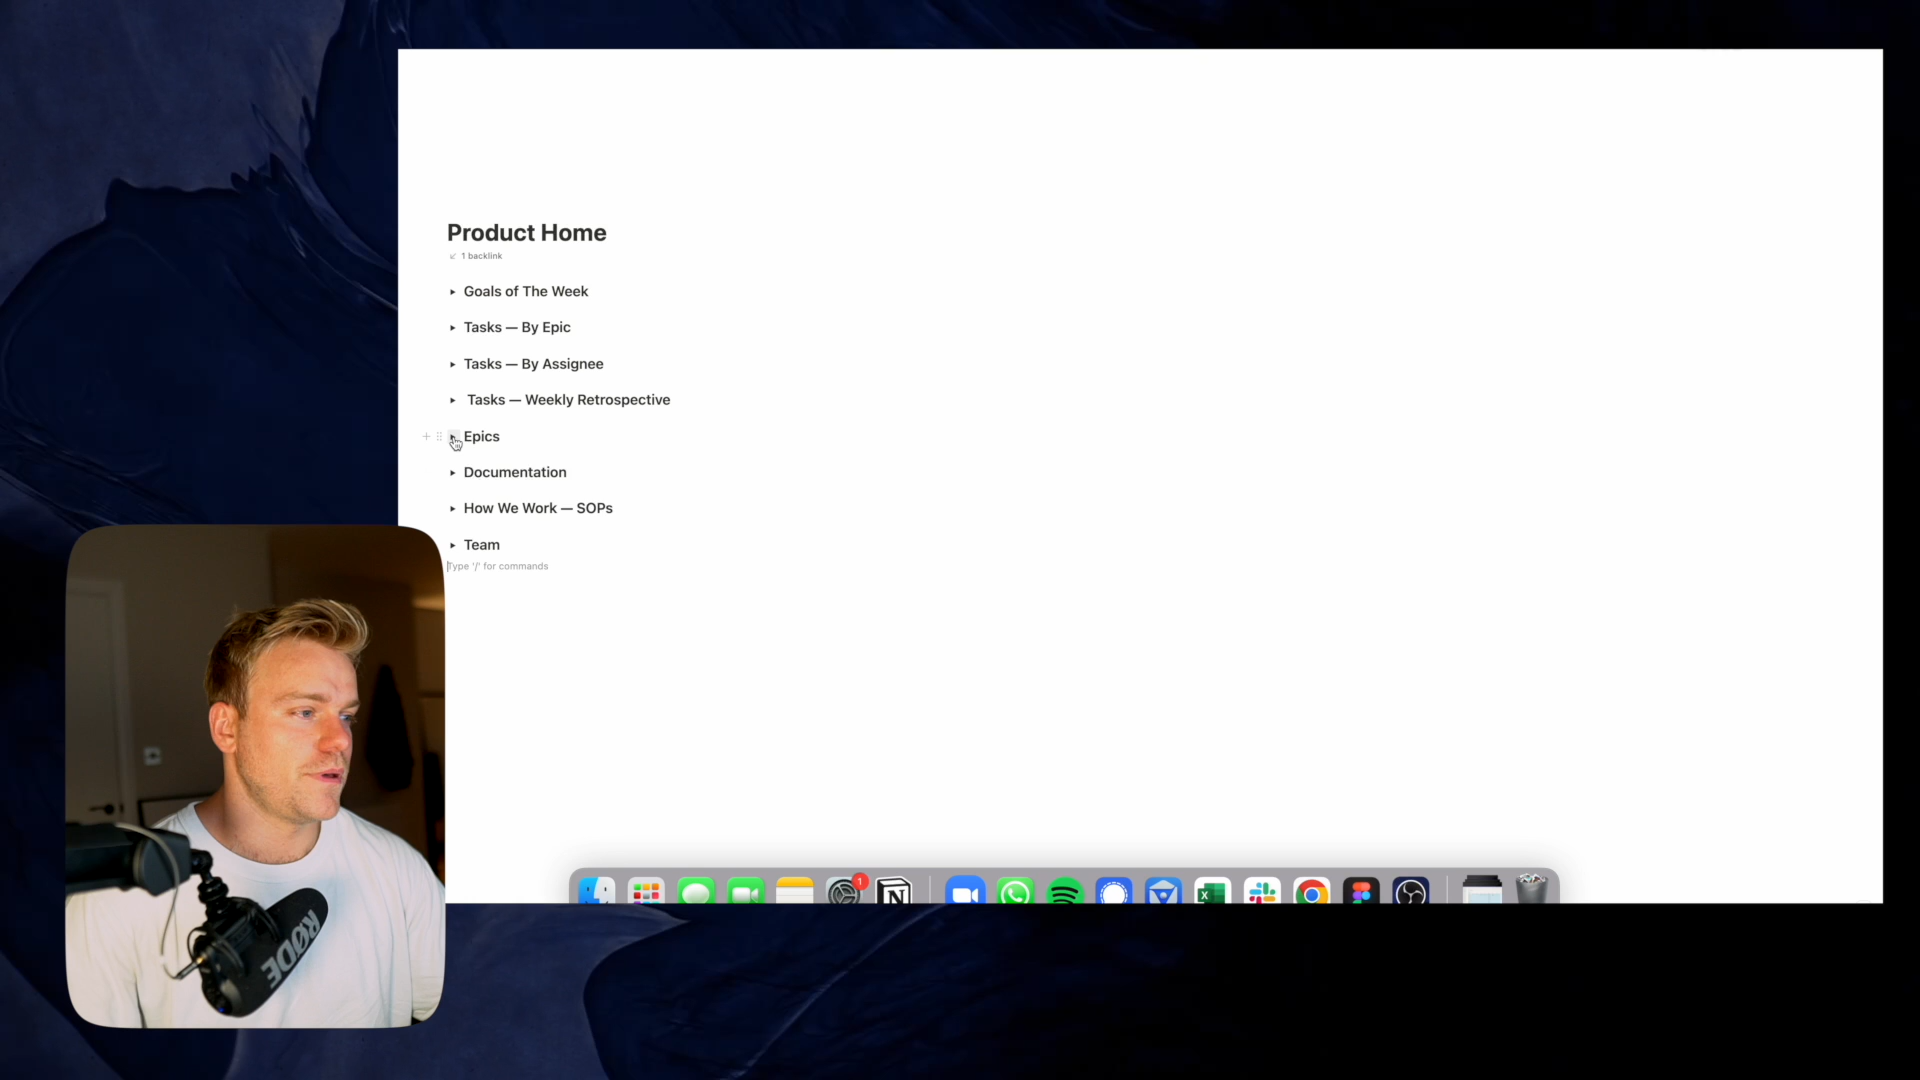 Product Home
1 backlink
Goals of The Week
Tasks — By Epic
Tasks — By Assignee
Tasks — Weekly Retrospective
Epics
Documentation
How We Work — SOPs
Team
Type '/' for commands
1
RØDE